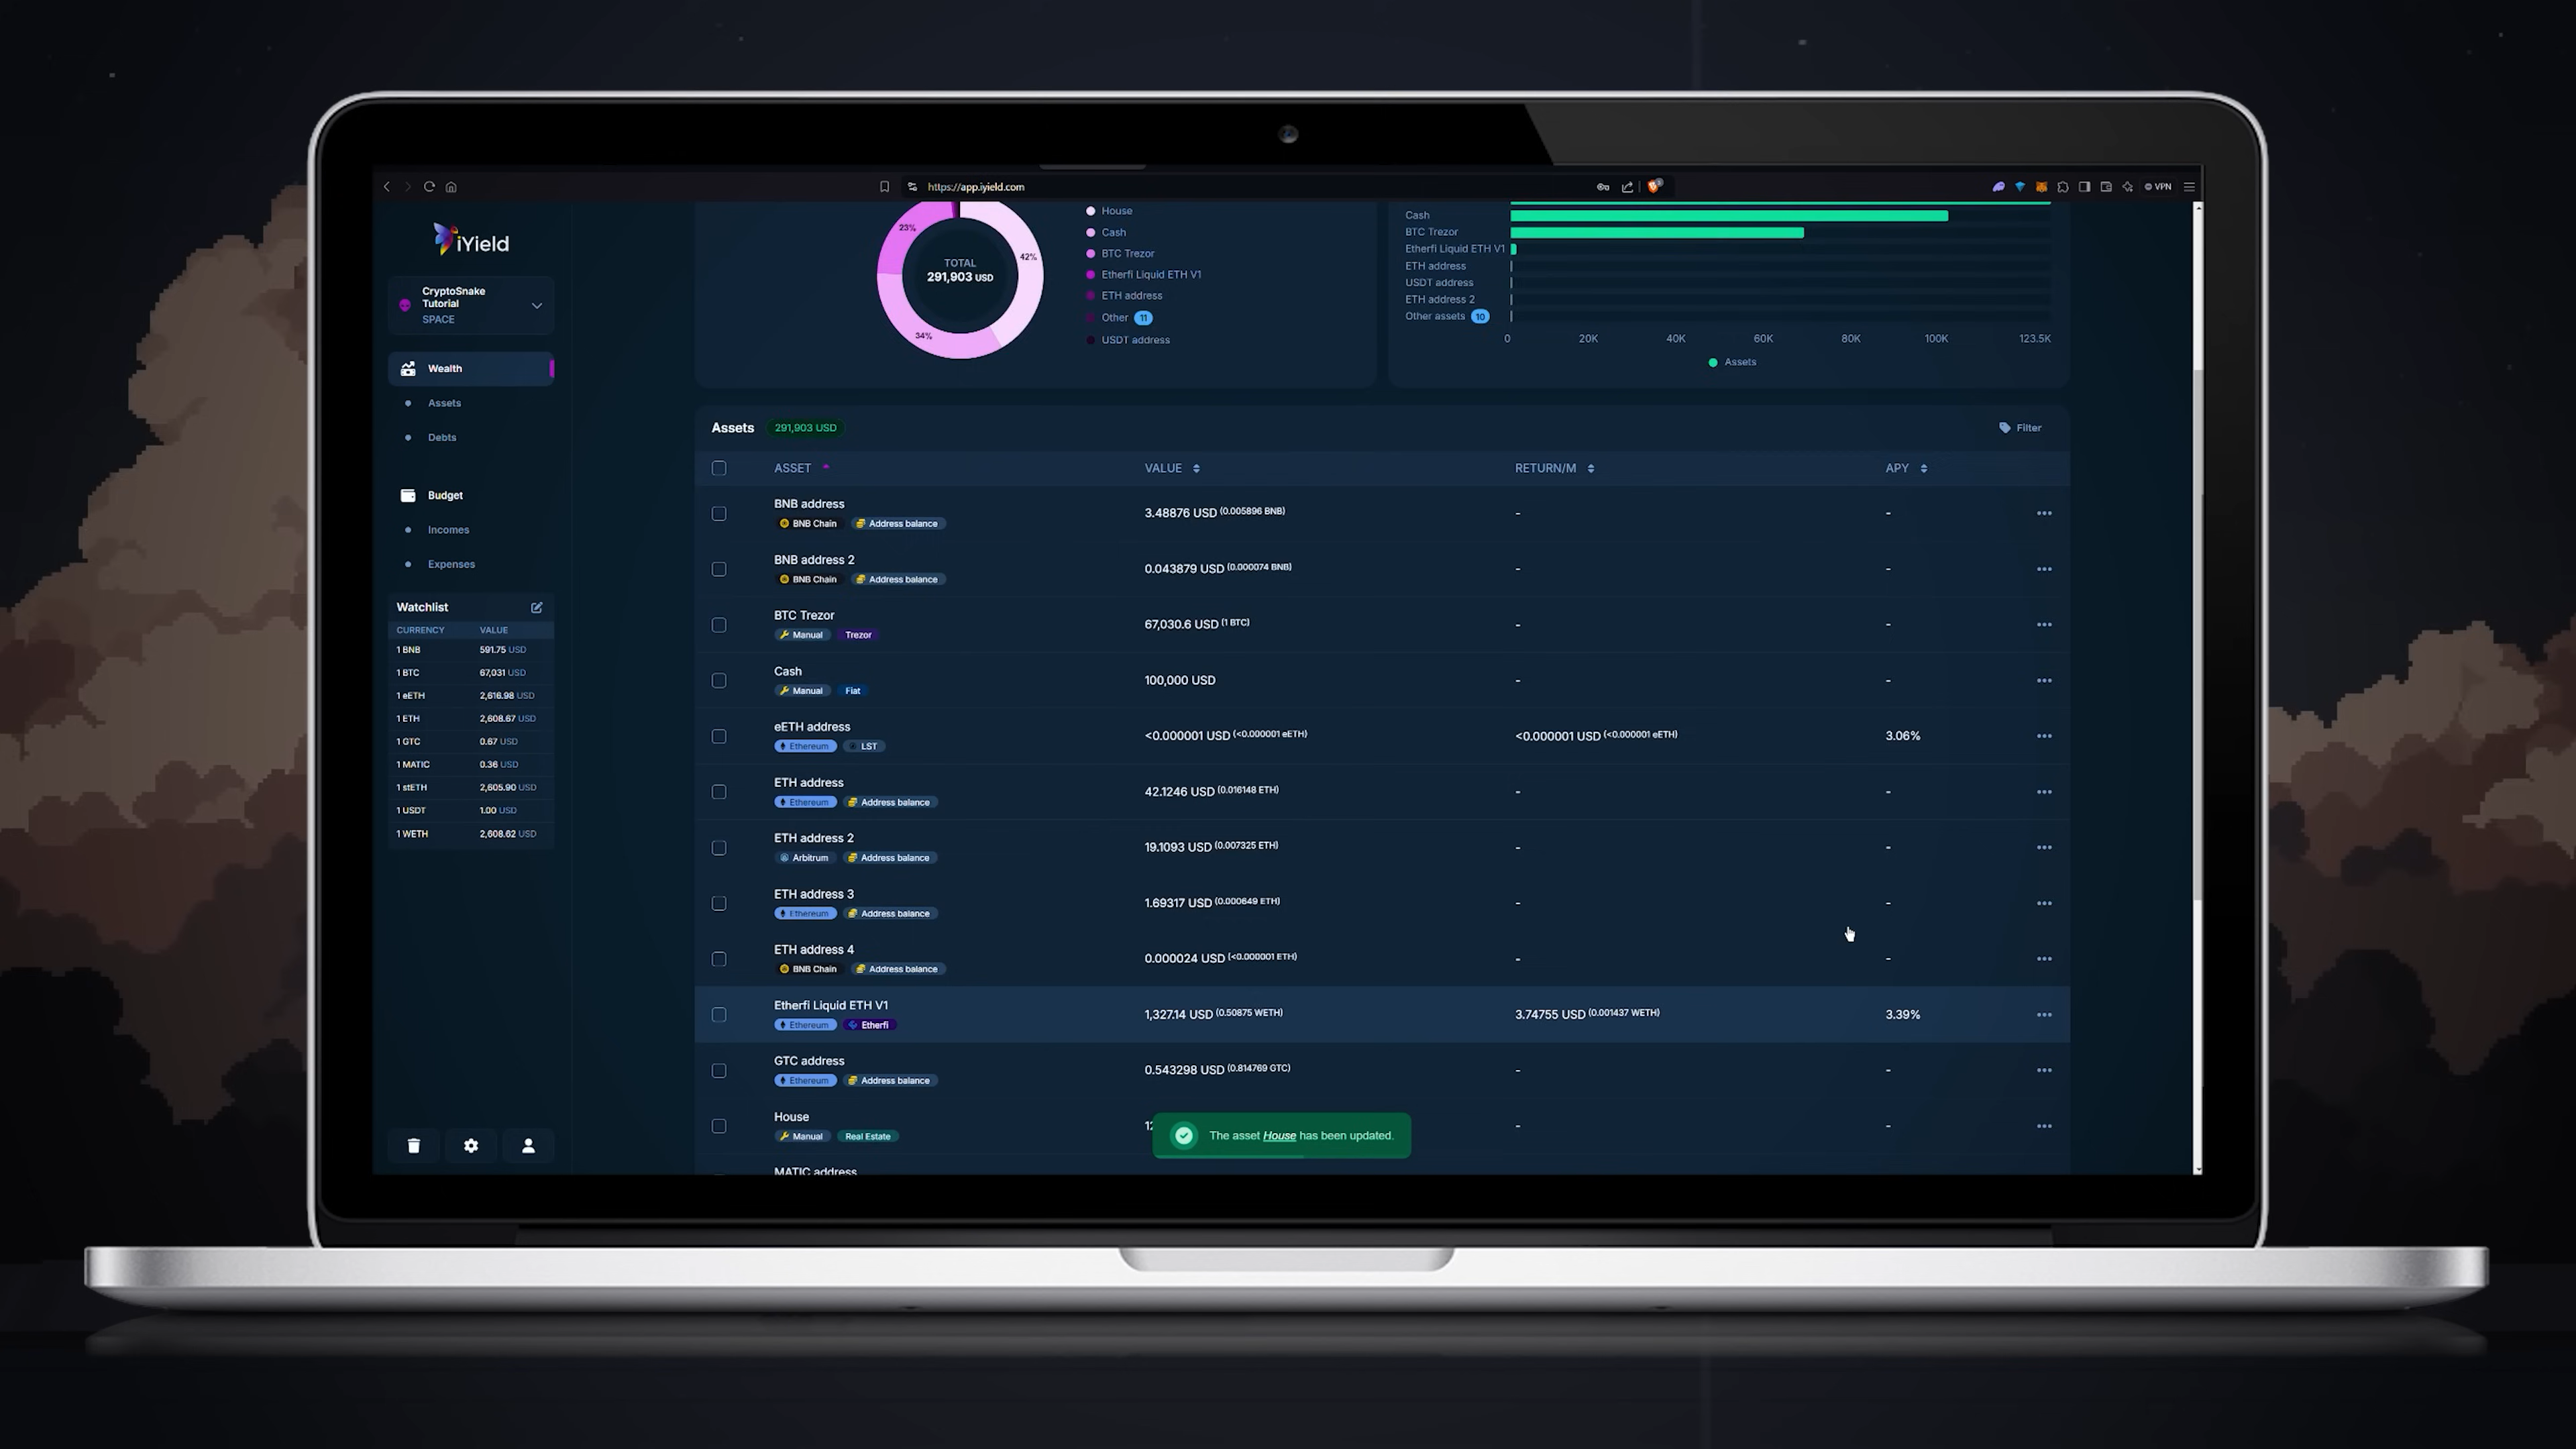 https://app.iyield.com
VPN
iYield
CryptoSnake
Tutorial
SPACE
Wealth
Assets
Debts
Budget
Incomes
Expenses
Watchlist
CURRENCY VALUE
1 BNB 591.75 USD
1 BTC 67,031 USD
1 eETH 2,616.98 USD
1 ETH 2,608.67 USD
1 GTC 0.67 USD
1 MATIC 0.36 USD
1 stETH 2,605.90 USD
1 USDT 1.00 USD
1 WETH 2,608.62 USD
23%
42%
34%
TOTAL
291,903 USD
House
Cash
BTC Trezor
Etherfi Liquid ETH V1
ETH address
Other 11
USDT address
Cash
BTC Trezor
Etherfi Liquid ETH V1
ETH address
USDT address
ETH address 2
Other assets 10
0 20K 40K 60K 80K 100K 123.5K
Assets
Assets 291,903 USD Filter
ASSET VALUE RETURN/M APY
BNB address
BNB Chain Address balance
3.48876 USD (0.005896 BNB) - -
BNB address 2
BNB Chain Address balance
0.043879 USD (0.000074 BNB) - -
BTC Trezor
Manual Trezor
67,030.6 USD (1 BTC) - -
Cash
Manual Fiat
100,000 USD - -
eETH address
Ethereum LST
<0.000001 USD (<0.000001 eETH) <0.000001 USD (<0.000001 eETH) 3.06%
ETH address
Ethereum Address balance
42.1246 USD (0.016148 ETH) - -
ETH address 2
Arbitrum Address balance
19.1093 USD (0.007325 ETH) - -
ETH address 3
Ethereum Address balance
1.69317 USD (0.000649 ETH) - -
ETH address 4
BNB Chain Address balance
0.000024 USD (<0.000001 ETH) - -
Etherfi Liquid ETH V1
Ethereum Etherfi
1,327.14 USD (0.50875 WETH) 3.74755 USD (0.001437 WETH) 3.39%
GTC address
Ethereum Address balance
0.543298 USD (0.814769 GTC) - -
House
Manual Real Estate
12 - -
The asset House has been updated.
MATIC address